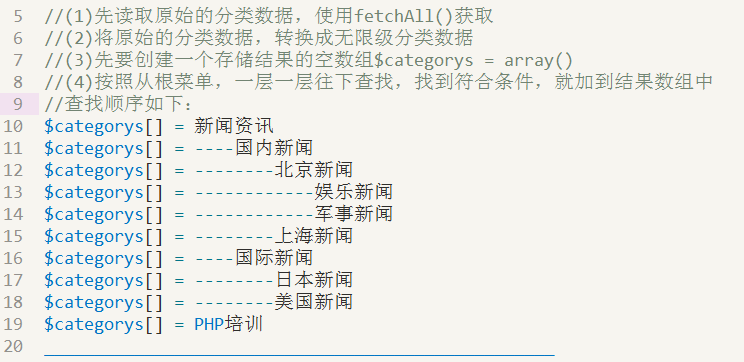 5 //(1)先读取原始的分类数据，使用fetchAll()获取
6 //(2)将原始的分类数据，转换成无限级分类数据
7 //(3)先要创建一个存储结果的空数组$categorys = array()
8 //(4)按照从根菜单，一层一层往下查找，找到符合条件，就加到结果数组中
9 //查找顺序如下：
10 $categorys[] = 新闻资讯
11 $categorys[] = ----国内新闻
12 $categorys[] = --------北京新闻
13 $categorys[] = ------------娱乐新闻
14 $categorys[] = ------------军事新闻
15 $categorys[] = --------上海新闻
16 $categorys[] = ----国际新闻
17 $categorys[] = --------日本新闻
18 $categorys[] = --------美国新闻
19 $categorys[] = PHP培训
20 ____________________________________________________